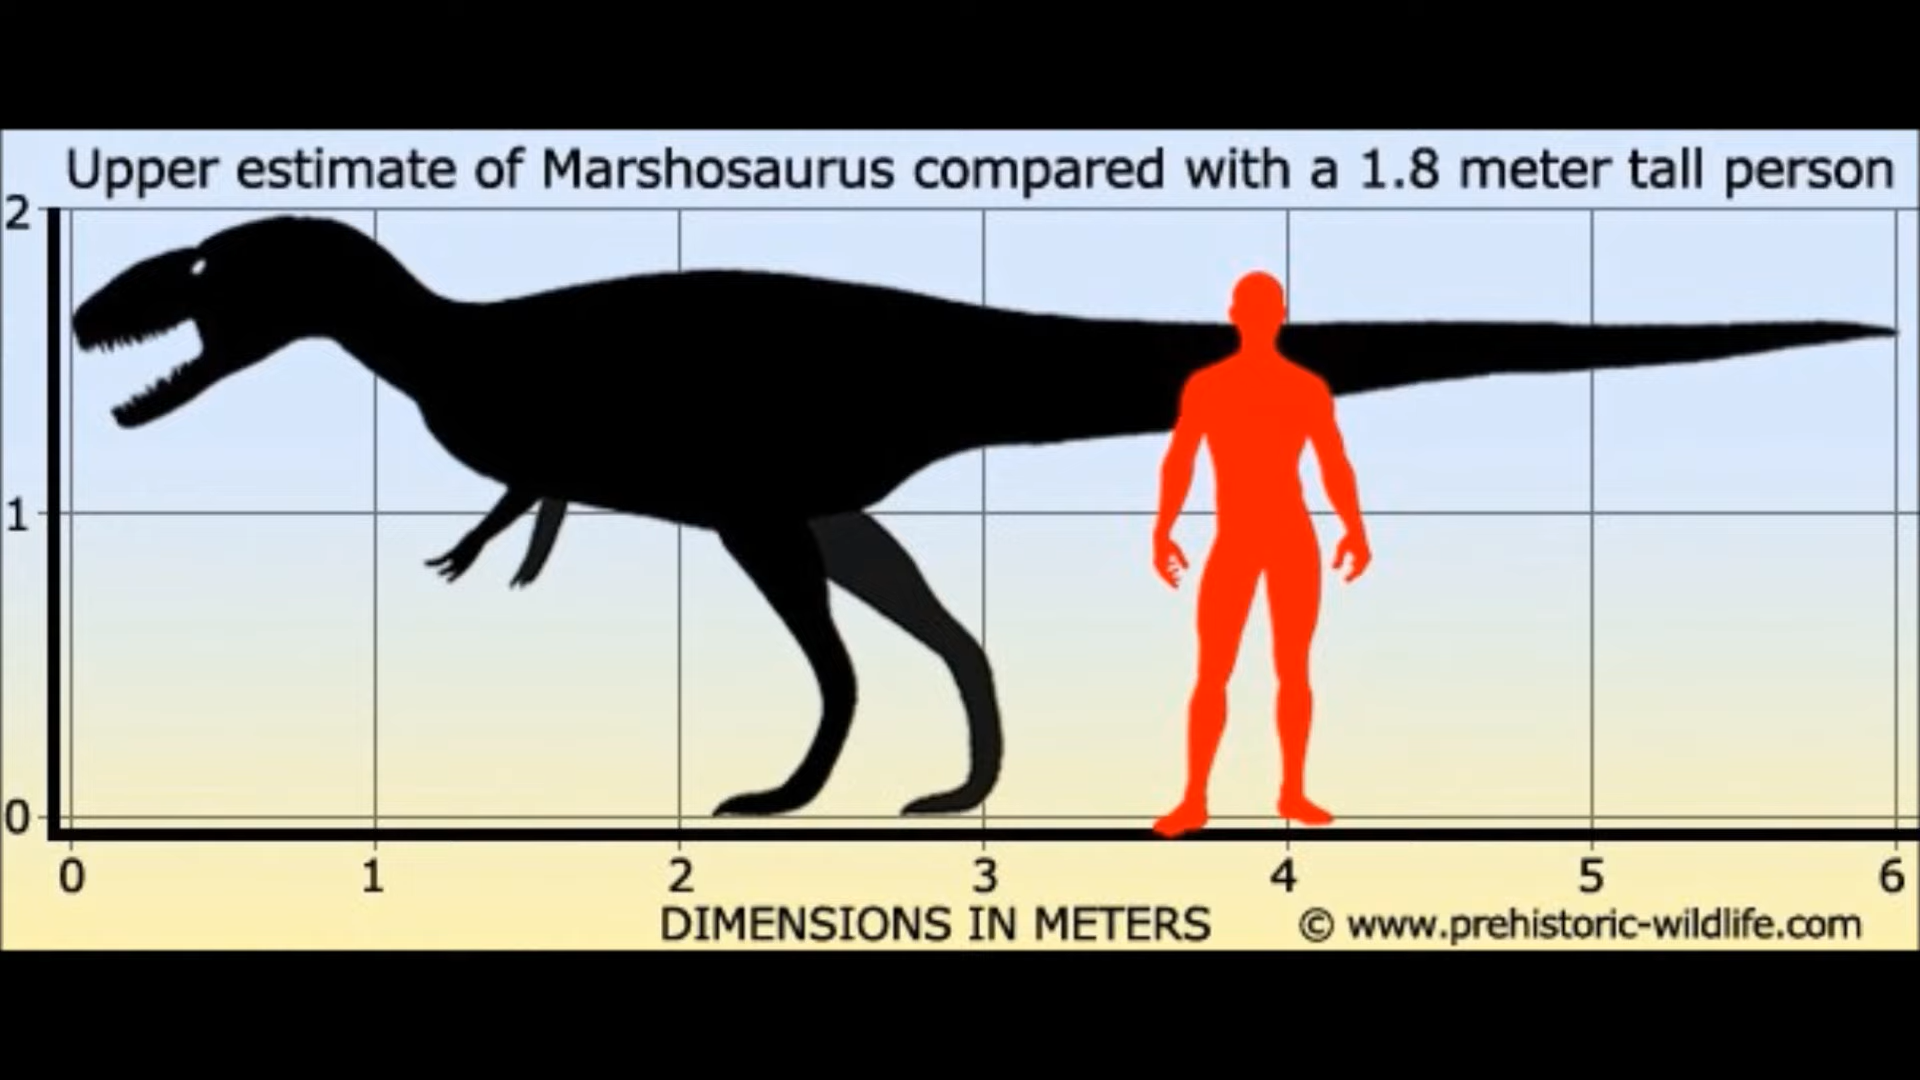 Upper estimate of Marshosaurus compared with a 1.8 meter tall person
2
1
0
0 1 2 3 4 5 6
DIMENSIONS IN METERS © www.prehistoric-wildlife.com